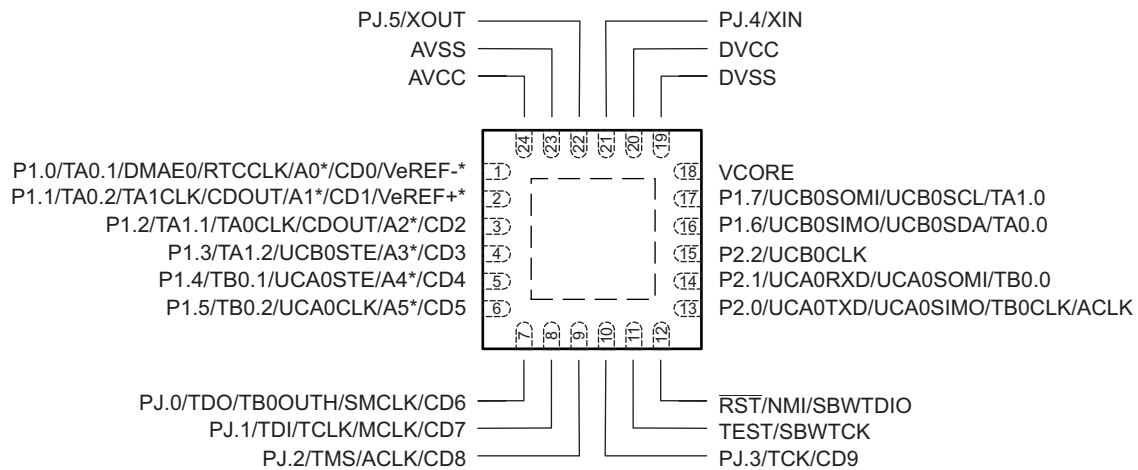 PJ.5/XOUT
PJ.4/XIN
AVSS
DVCC
AVCC
DVSS
24
23
22
21
20
19
P1.0/TA0.1/DMAE0/RTCCLK/A0*/CD0/VeREF-*
1
18
VCORE
P1.1/TA0.2/TA1CLK/CDOUT/A1*/CD1/VeREF+*
2
17
P1.7/UCB0SOMI/UCB0SCL/TA1.0
P1.2/TA1.1/TA0CLK/CDOUT/A2*/CD2
3
16
P1.6/UCB0SIMO/UCB0SDA/TA0.0
P1.3/TA1.2/UCB0STE/A3*/CD3
4
15
P2.2/UCB0CLK
P1.4/TB0.1/UCA0STE/A4*/CD4
5
14
P2.1/UCA0RXD/UCA0SOMI/TB0.0
P1.5/TB0.2/UCA0CLK/A5*/CD5
6
13
P2.0/UCA0TXD/UCA0SIMO/TB0CLK/ACLK
7
8
9
10
11
12
PJ.0/TDO/TB0OUTH/SMCLK/CD6
RST/NMI/SBWTDIO
PJ.1/TDI/TCLK/MCLK/CD7
TEST/SBWTCK
PJ.2/TMS/ACLK/CD8
PJ.3/TCK/CD9